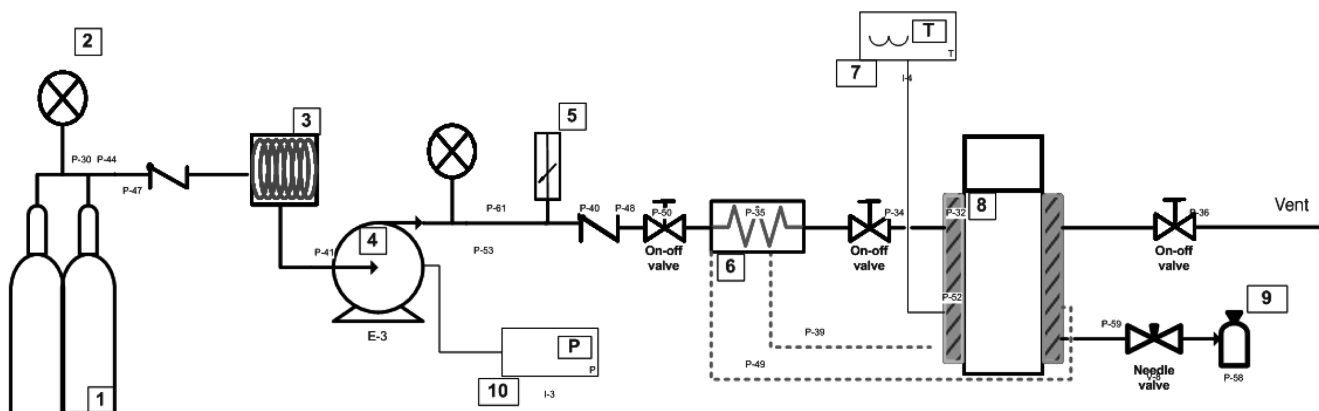 2
T
T
7
I-4
3
5
P-30 P-44
P-47
P-41
4
P-61
P-53
P-40
P-48
P-50
On-off
valve
P-35
6
P-34
On-off
valve
P-32
8
P-52
P-36
On-off
valve
Vent
9
P-59
Needle
valve
V-8
P-58
P-39
P-49
E-3
P
P
10
I-3
1